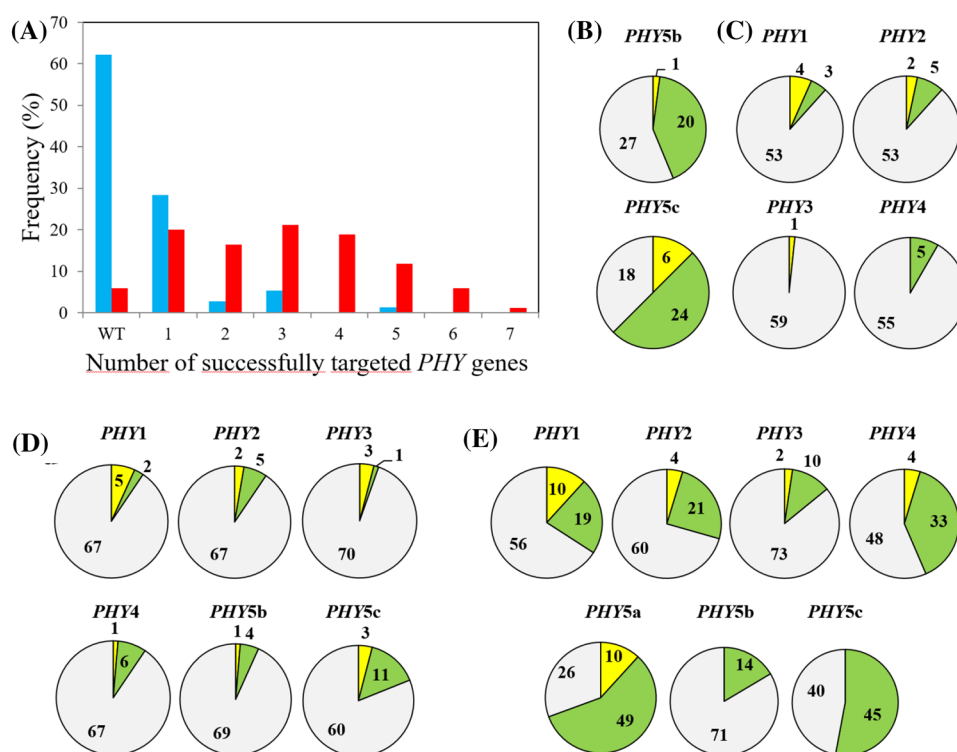 (A)
70
60
50
40
30
20
10
0
Frequency (%)
WT 1 2 3 4 5 6 7
Number of successfully targeted PHY genes
(B)
PHY5b
1
20
27
PHY5c
6
18
24
(C)
PHY1 PHY2
4 3 2 5
53 53
PHY3 PHY4
1
5
59 55
(D)
PHY1 PHY2 PHY3
5 2 2 5 3 1
67 67 70
PHY4 PHY5b PHY5c
1 1 4 3
6 11
67 69 60
(E)
PHY1 PHY2 PHY3 PHY4
4 2 10 4
10 19 21 33
56 60 73 48
PHY5a PHY5b PHY5c
26 10 14
49 71 40 45